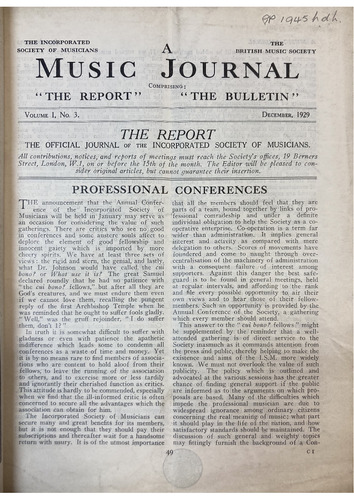 GP 1945 h.d.h.
THE INCORPORATED
SOCIETY OF MUSICIANS
A
THE
BRITISH MUSIC SOCIETY
MUSIC JOURNAL
COMPRISING:
"THE REPORT" "THE BULLETIN"
VOLUME I, No. 3.
DECEMBER, 1929
THE REPORT
THE OFFICIAL JOURNAL OF THE INCORPORATED SOCIETY OF MUSICIANS.
All contributions, notices, and reports of meetings must reach the Society's offices, 19 Berners
Street, London, W.1, on or before the 15th of the month. The Editor will be pleased to con-
sider original articles, but cannot guarantee their insertion.
PROFESSIONAL CONFERENCES
THE announcement that the Annual Confer-
ence of the Incorporated Society of
Musicians will be held in January may serve as
an occasion for considering the value of such
gatherings. There are critics who see no good
in conferences and some austere souls affect to
deplore the element of good fellowship and
innocent gaiety which is imported by more
cheery spirits. We have at least three sets of
views: the rigid and stern, the genial, and lastly,
what Dr. Johnson would have called the cui
bono? or What use is it? The great Samuel
declared roundly that he had no patience with
"the cui bono? fellows," but after all they are
God's creatures, and we must endure them even
if we cannot love them, recalling the pungent
reply of the first Archbishop Temple when he
was reminded that he ought to suffer fools gladly.
"Well," was the gruff rejoinder, "I do suffer
them, don't I?"
In truth it is somewhat difficult to suffer with
gladness or even with patience the apathetic
indifference which lends some to condemn all
conferences as a waste of time and money. Yet
it is by no means rare to find members of associa-
tions who are content to hold aloof from their
fellows, to leave the running of the association
to others, and to remain wrapped in their dearly
and ignorantly their cherished function as critics.
This attitude is hardly to be commended, especially
when we find that the ill-informed critic is often
concerned to secure all the advantages which the
association can obtain for him.
The Incorporated Society of Musicians can
secure many and great benefits for its members,
but it is not enough that they should pay their
subscriptions and thereafter wait for a handsome
return with usury. It is of the utmost importance
that all the members should feel that they are
parts of a team, bound together by links of pro-
fessional comradeship and under a definite
individual obligation to help the Society as a co-
operative enterprise. Co-operation is a term far
wider than administration. It implies general
interest and activity as compared with mere
delegation to others. Scores of movements have
foundered and come to naught through over-
centralisation of the machinery of administration
with a consequent failure of interest among
supporters. Against this danger the best safe-
guard is to be found in general meetings, held
at regular intervals, and affording to the rank
and file every possible opportunity to air their
own views and to hear those of their fellow-
members. Such an opportunity is provided by the
Annual Conference of the Society, a gathering
which every member should attend.
This answer to the "cui bono? fellows" might
be supplemented by the reminder that a well-
attended gathering is of direct service to the
Society inasmuch as it commands attention from
the press and public, thereby helping to make the
existence and aims of the I.S.M. more widely
known. We must not overlook the value of such
publicity. The policy which is outlined and
advocated at the various sessions has the greater
chance of finding general support if the public
are informed as to the arguments on which pro-
posals are based. Many of the difficulties which
impede the professional musician are due to
widespread ignorance among ordinary citizens
concerning the real meaning of music; what part
it should play in the life of the nation, and how
satisfactory standards should be maintained. The
discussion of such general and weighty topics
may fittingly furnish the background of a Con-
49
C 1